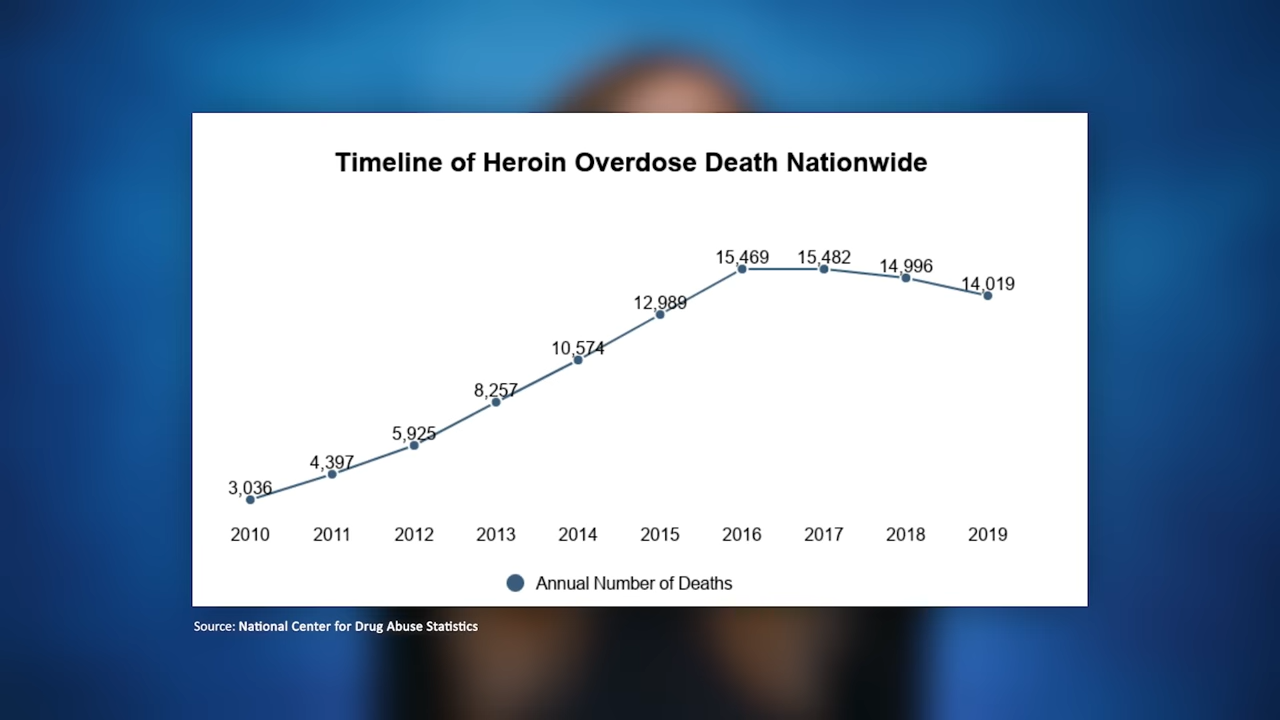 Timeline of Heroin Overdose Death Nationwide
15,469
15,482
14,996
14,019
12,989
10,574
8,257
5,925
4,397
3,036
2010 2011 2012 2013 2014 2015 2016 2017 2018 2019
Annual Number of Deaths
Source: National Center for Drug Abuse Statistics